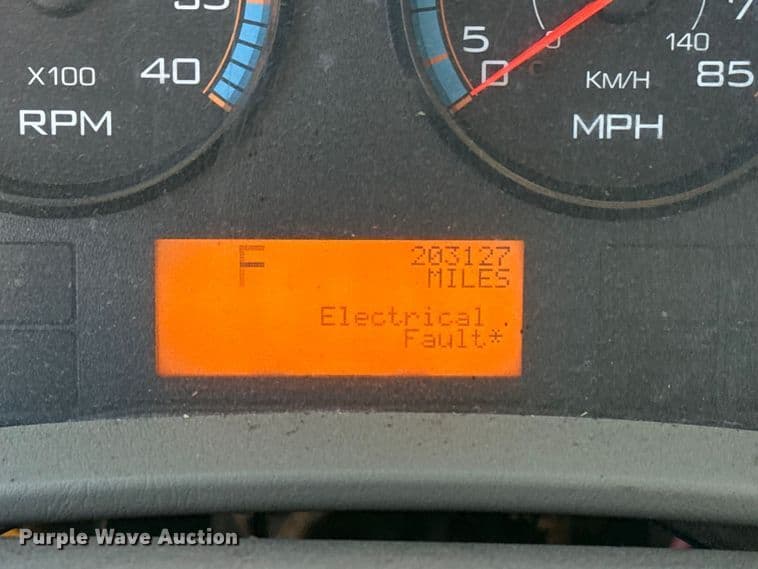 5
0
140
X100
40
KM/H
85
RPM
MPH
F
203127
MILES
Electrical
Fault*
Purple Wave Auction